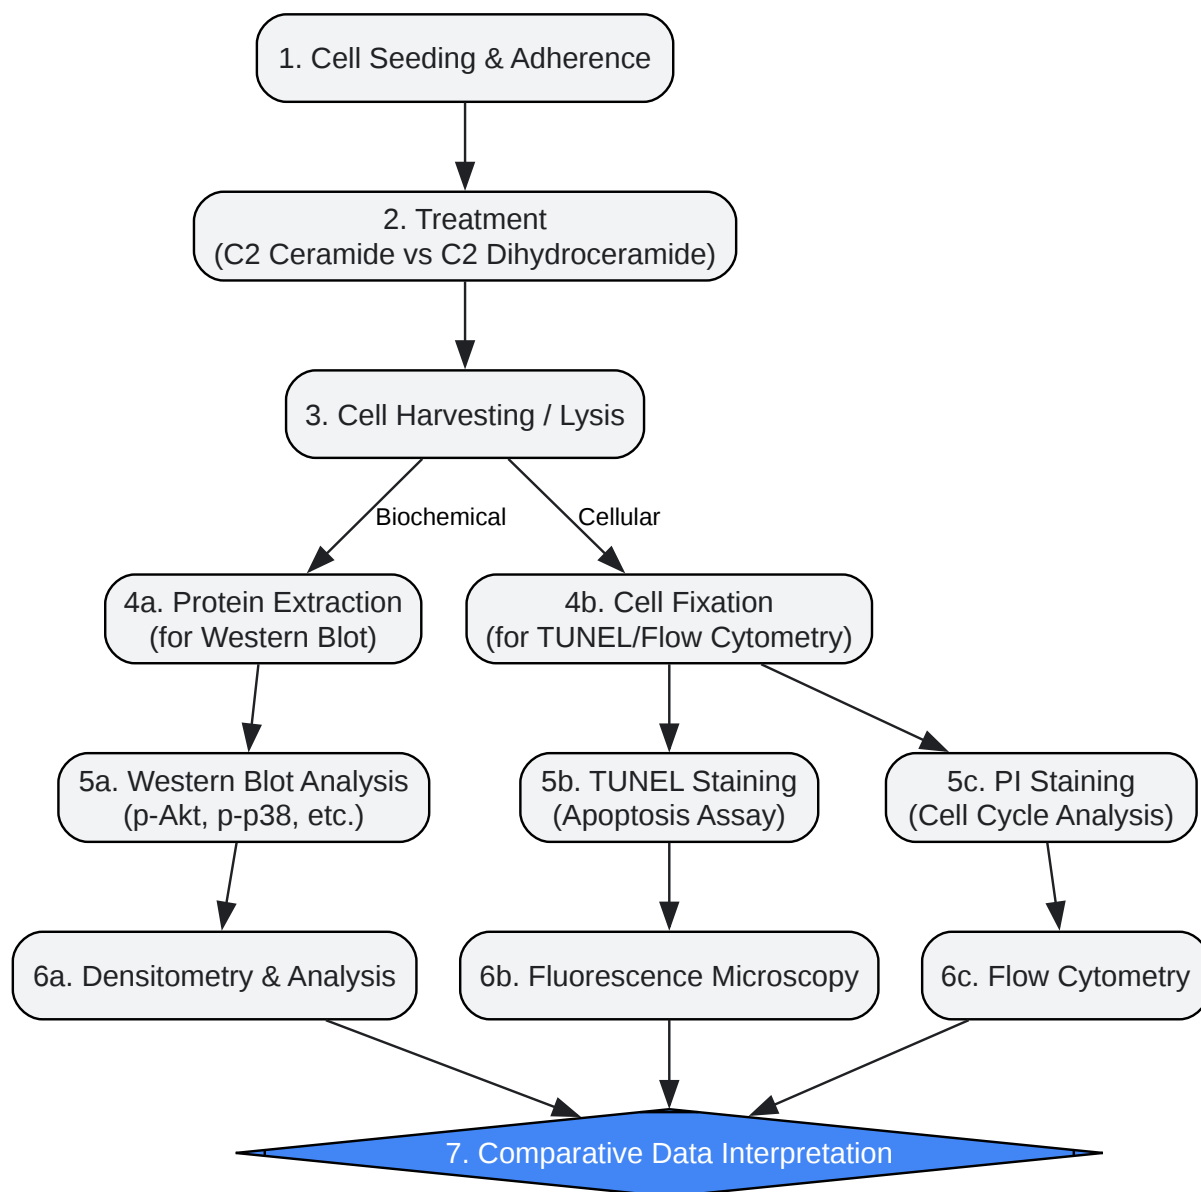 1. Cell Seeding & Adherence
2. Treatment
(C2 Ceramide vs C2 Dihydroceramide)
3. Cell Harvesting / Lysis
Biochemical
Cellular
4a. Protein Extraction
(for Western Blot)
4b. Cell Fixation
(for TUNEL/Flow Cytometry)
5a. Western Blot Analysis
(p-Akt, p-p38, etc.)
5b. TUNEL Staining
(Apoptosis Assay)
5c. PI Staining
(Cell Cycle Analysis)
6a. Densitometry & Analysis
6b. Fluorescence Microscopy
6c. Flow Cytometry
7. Comparative Data Interpretation